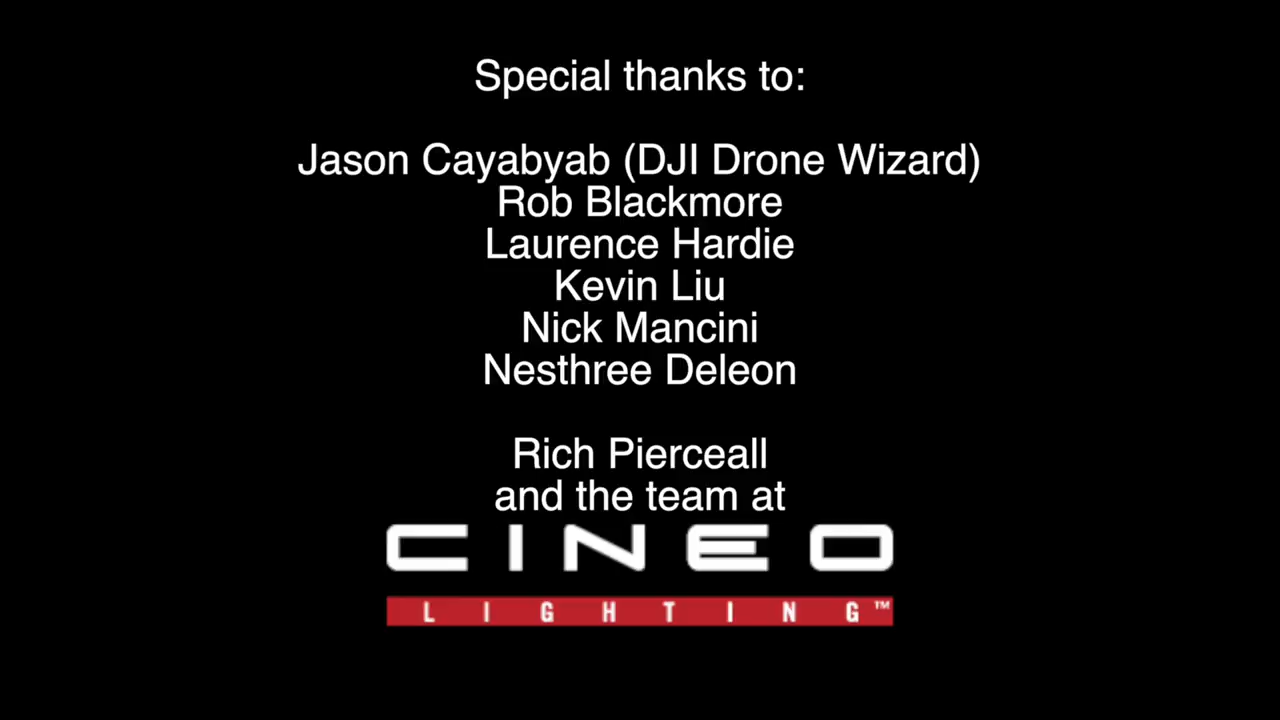 Special thanks to:
Jason Cayabyab (DJI Drone Wizard)
Rob Blackmore
Laurence Hardie
Kevin Liu
Nick Mancini
Nesthree Deleon
Rich Pierceall
and the team at
CINEO
LIGHTING™